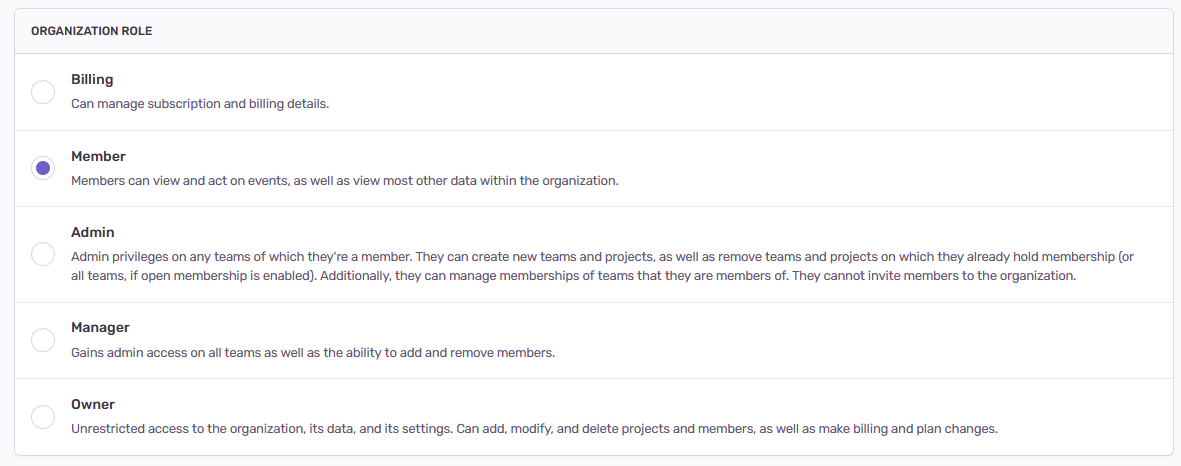 ORGANIZATION ROLE
Billing
Can manage subscription and billing details.
Member
Members can view and act on events, as well as view most other data within the organization.
Admin
Admin privileges on any teams of which they're a member. They can create new teams and projects, as well as remove teams and projects on which they already hold membership (or
all teams, if open membership is enabled). Additionally, they can manage memberships of teams that they are members of. They cannot invite members to the organization.
Manager
Gains admin access on all teams as well as the ability to add and remove members.
Owner
Unrestricted access to the organization, its data, and its settings. Can add, modify, and delete projects and members, as well as make billing and plan changes.